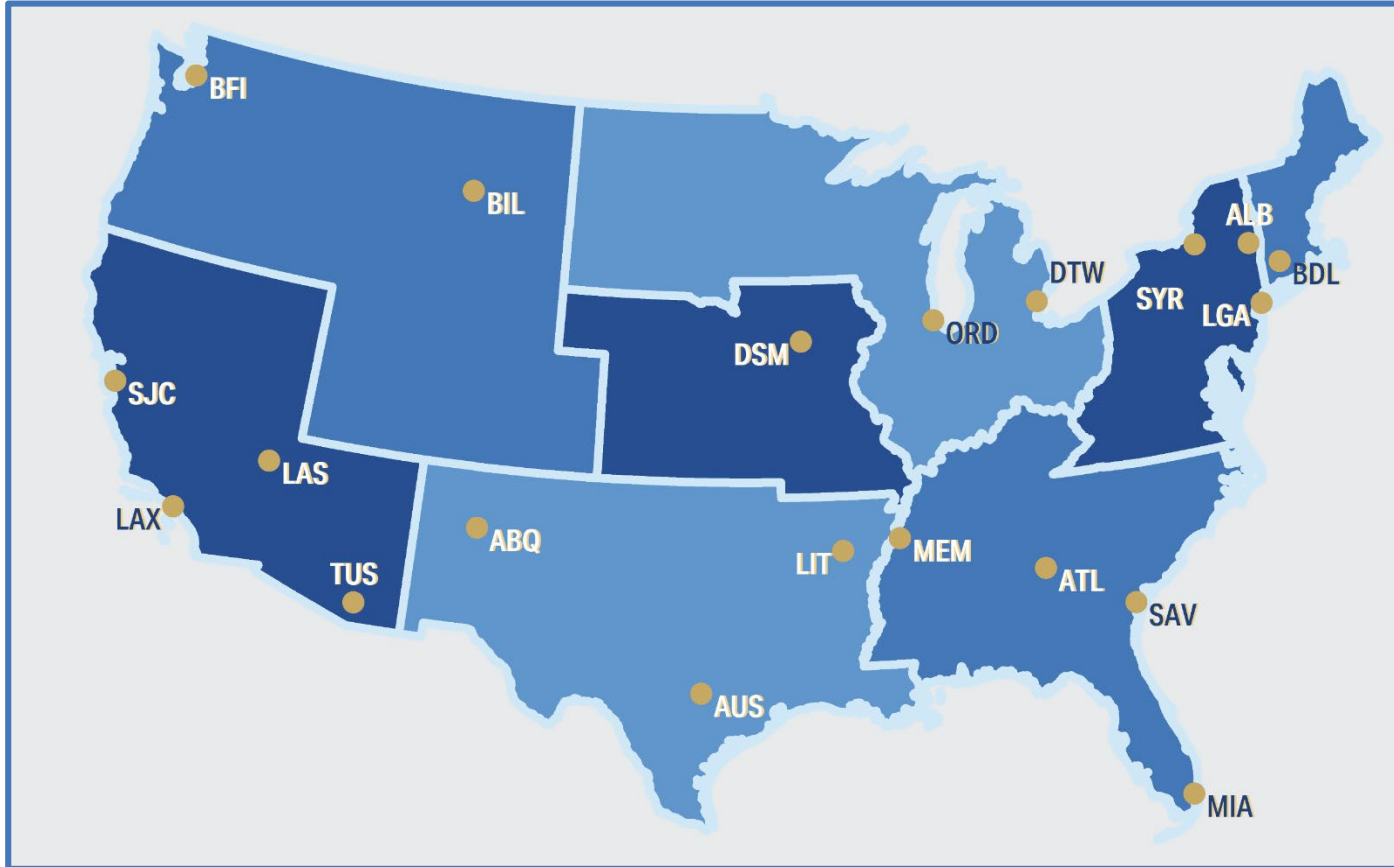 BFI
BIL
ALB
DTW
BDL
SYR
LGA
ORD
DSM
SJC
LAS
LAX
ABQ
MEM
LIT
TUS
ATL
SAV
AUS
MIA